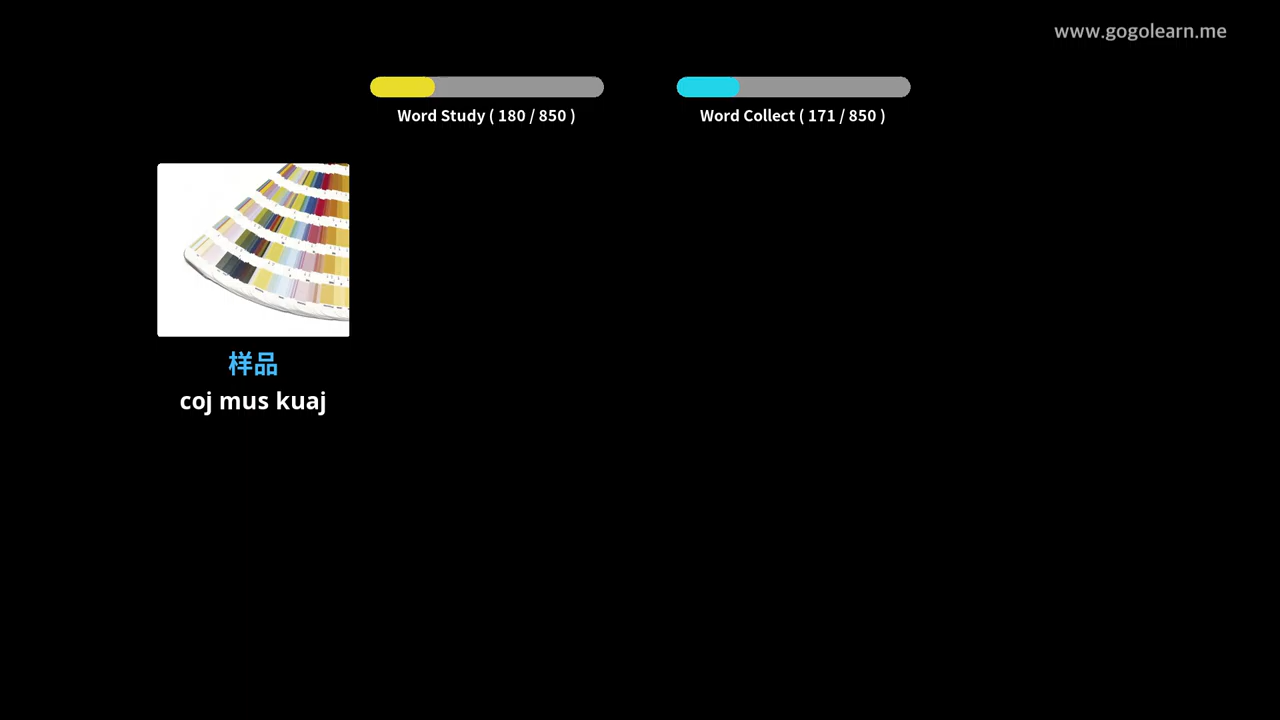 www.gogolearn.me
Word Study ( 180 / 850 )
Word Collect ( 171 / 850 )
样品
coj mus kuaj